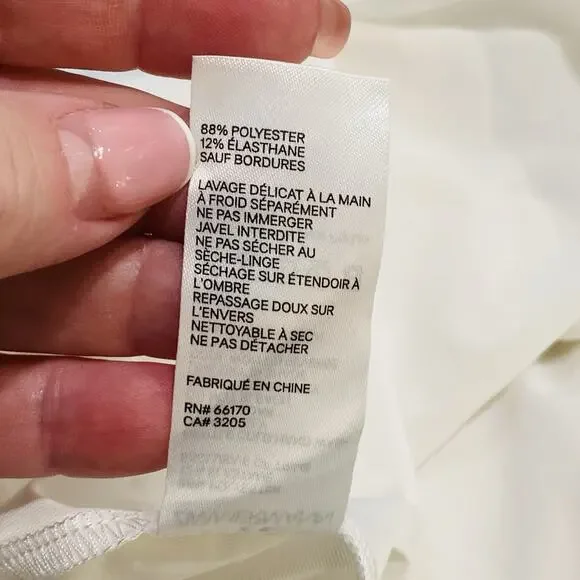 88% POLYESTER
12% ÉLASTHANE
SAUF BORDURES
LAVAGE DÉLICAT À LA MAIN
À FROID SÉPARÉMENT
NE PAS IMMERGER
JAVEL INTERDITE
NE PAS SÉCHER AU
SÈCHE-LINGE
SÉCHAGE SUR ÉTENDOIR À
L'OMBRE
REPASSAGE DOUX SUR
L'ENVERS
NETTOYABLE À SEC
NE PAS DÉTACHER
FABRIQUÉ EN CHINE
RN# 66170
CA# 3205